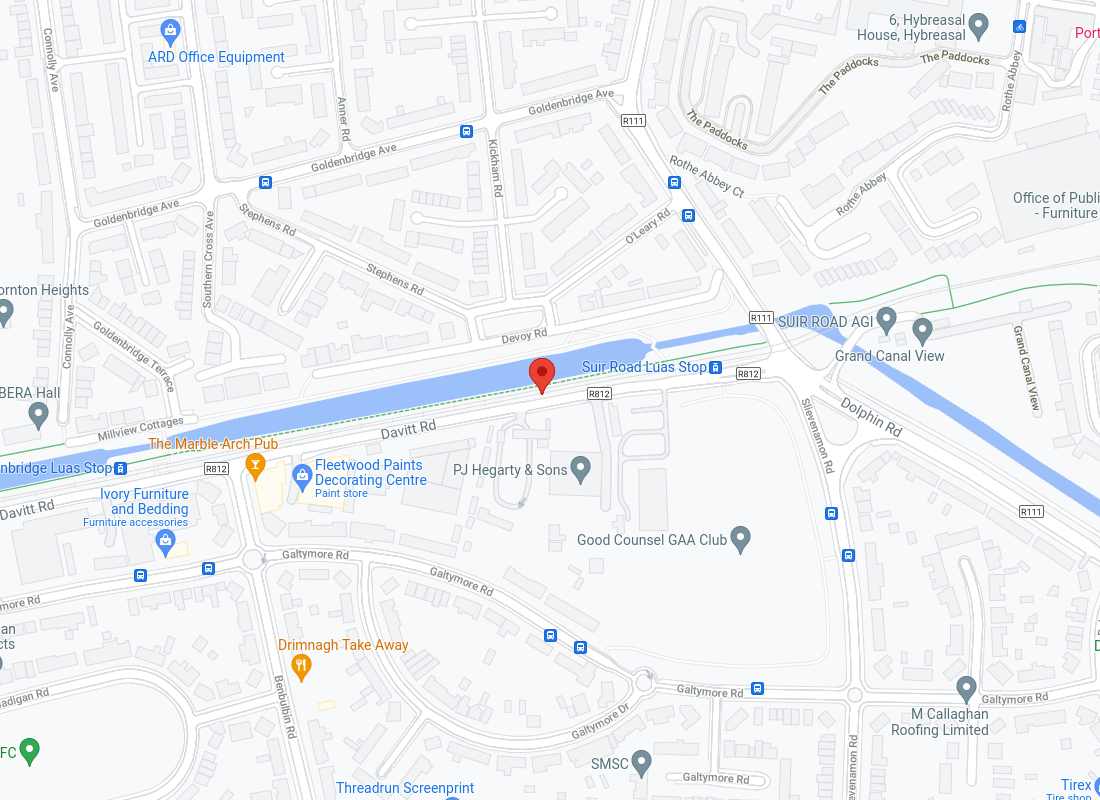 6, Hybreasal
House, Hybreasal
Port
Connolly Ave
ARD Office Equipment
The Paddocks
The Paddocks
Rothe Abbey
Goldenbridge Ave
Anner Rd
R111
The Paddocks
Goldenbridge Ave
Kickham Rd
Rothe Abbey Ct
Rothe Abbey
Office of Publi
- Furniture
Goldenbridge Ave
Stephens Rd
Southern Cross Ave
O'Leary Rd
Stephens Rd
ornton Heights
Connolly Ave
Goldenbridge Terrace
Devoy Rd
R111
SUIR ROAD AGI
Grand Canal View
Grand Canal View
Suir Road Luas Stop
R812
R812
BERA Hall
Millview Cottages
Davitt Rd
Slievenamon Rd
Dolphin Rd
The Marble Arch Pub
nbridge Luas Stop
R812
Fleetwood Paints
Decorating Centre
Paint store
PJ Hegarty & Sons
Ivory Furniture
and Bedding
Furniture accessories
Davitt Rd
R111
Good Counsel GAA Club
Galtymore Rd
Galtymore Rd
more Rd
an
cts
Drimnagh Take Away
adigan Rd
Benbulbin Rd
Galtymore Rd
Galtymore Rd
D
Galtymore Dr
M Callaghan
Roofing Limited
FC
SMSC
Galtymore Rd
evenamon Rd
Threadrun Screenprint
Tirex
Tire shop